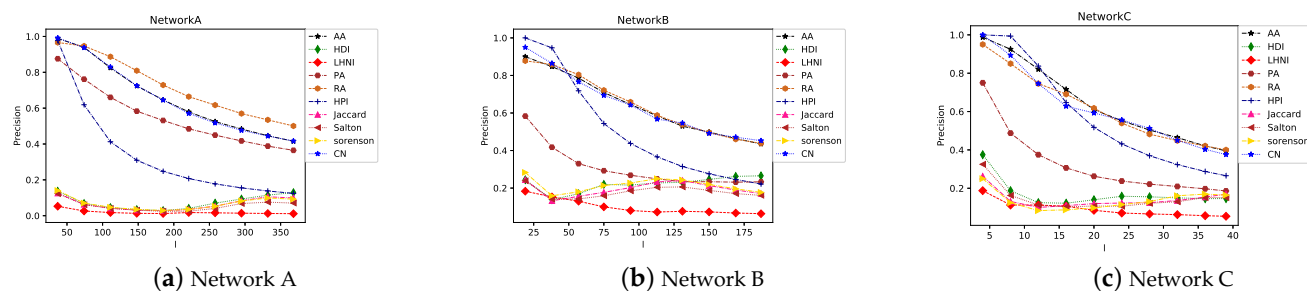 NetworkA
Precision
1.0
0.8
0.6
0.4
0.2
0.0
50 100 150 200 250 300 350
l
AA
HDI
LHNI
PA
RA
HPI
Jaccard
Salton
sorenson
CN
(a) Network A
NetworkB
Precision
1.0
0.8
0.6
0.4
0.2
25 50 75 100 125 150 175
l
AA
HDI
LHNI
PA
RA
HPI
Jaccard
Salton
sorenson
CN
(b) Network B
NetworkC
Precision
1.0
0.8
0.6
0.4
0.2
5 10 15 20 25 30 35 40
l
AA
HDI
LHNI
PA
RA
HPI
Jaccard
Salton
sorenson
CN
(c) Network C